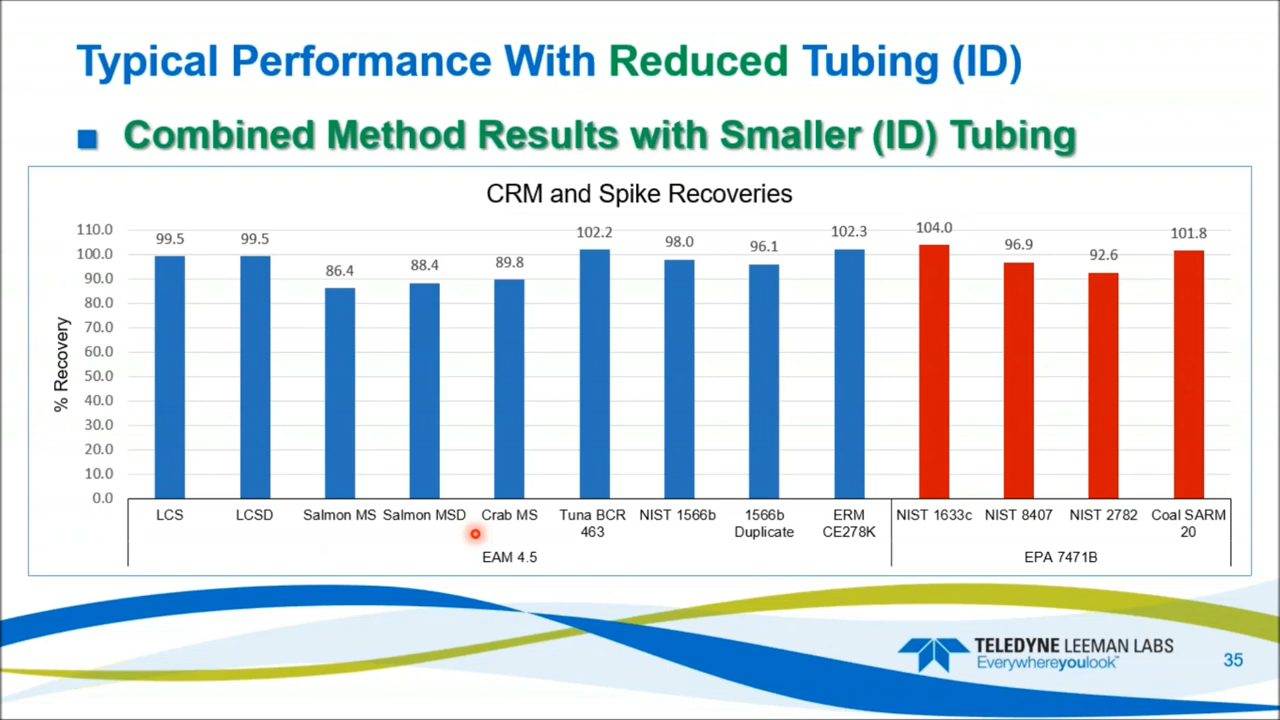 Typical Performance With Reduced Tubing (ID)
Combined Method Results with Smaller (ID) Tubing
CRM and Spike Recoveries
% Recovery
110.0
100.0
90.0
80.0
70.0
60.0
50.0
40.0
30.0
20.0
10.0
0.0
99.5
99.5
86.4
88.4
89.8
102.2
98.0
96.1
102.3
104.0
96.9
92.6
101.8
LCS
LCSD
Salmon MS
Salmon MSD
Crab MS
Tuna BCR
463
NIST 1566b
1566b
Duplicate
ERM
CE278K
NIST 1633c
NIST 8407
NIST 2782
Coal SARM
20
EAM 4.5
EPA 7471B
TELEDYNE LEEMAN LABS
Everywhereyoulook™
35